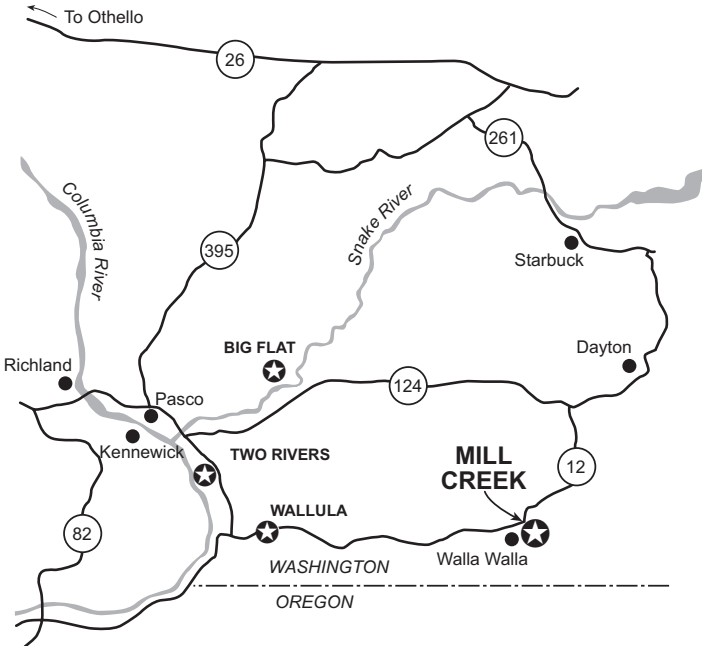 To Othello
26
261
Columbia River
Snake River
395
Starbuck
BIG FLAT
Dayton
Richland
124
Pasco
Kennewick
TWO RIVERS
MILL
CREEK
12
WALLULA
82
Walla Walla
WASHINGTON
OREGON